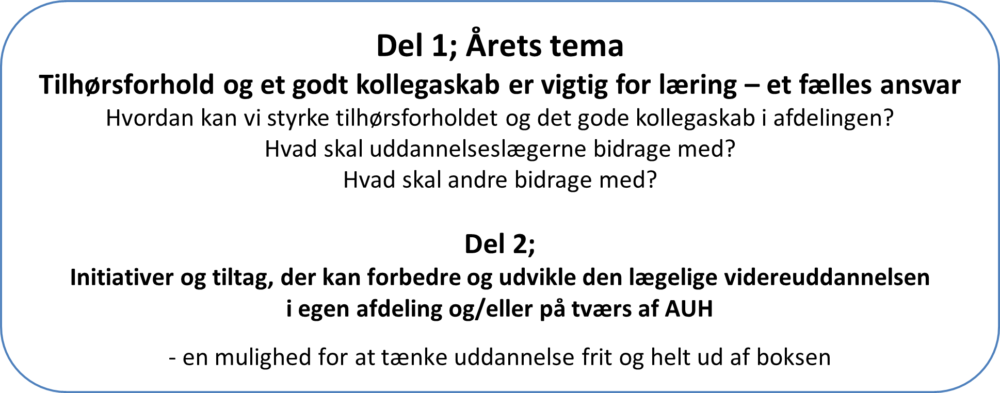 Del 1; Årets tema
Tilhørsforhold og et godt kollegaskab er vigtig for læring – et fælles ansvar
Hvordan kan vi styrke tilhørsforholdet og det gode kollegaskab i afdelingen?
Hvad skal uddannelseslægerne bidrage med?
Hvad skal andre bidrage med?
Del 2;
Initiativer og tiltag, der kan forbedre og udvikle den lægelige videreuddannelsen
i egen afdeling og/eller på tværs af AUH
- en mulighed for at tænke uddannelse frit og helt ud af boksen